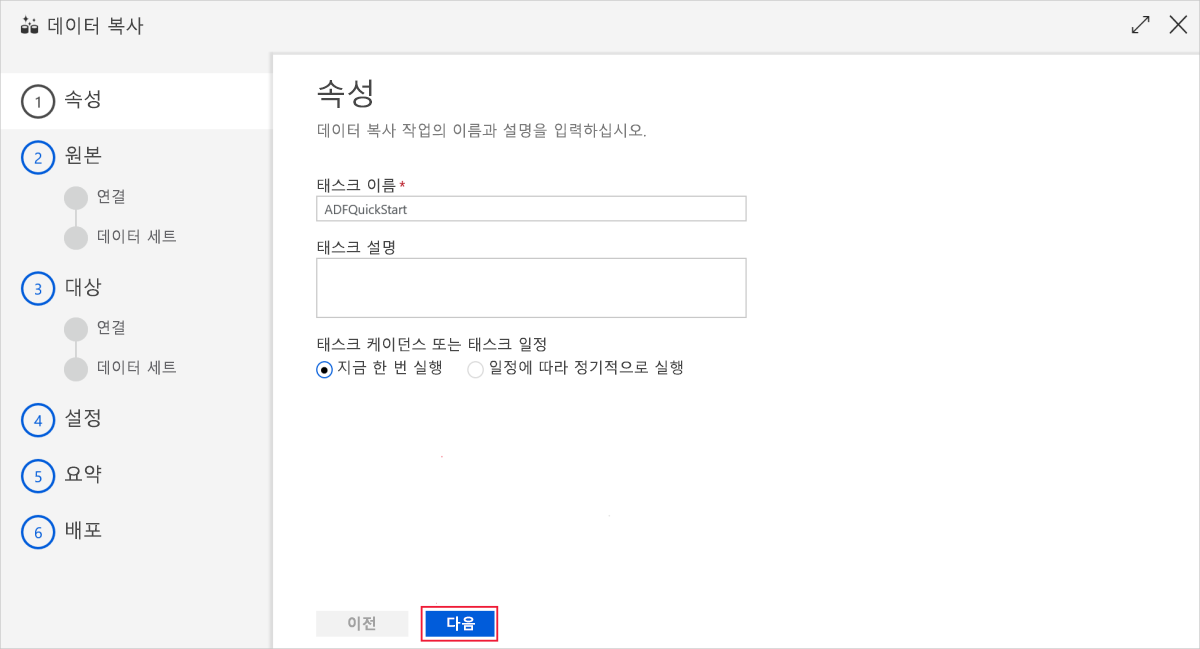 데이터 복사
1 속성
2 원본
연결
데이터 세트
3 대상
연결
데이터 세트
4 설정
5 요약
6 배포
속성
데이터 복사 작업의 이름과 설명을 입력하십시오.
태스크 이름*
ADFQuickStart
태스크 설명
태스크 케이던스 또는 태스크 일정
지금 한 번 실행 일정에 따라 정기적으로 실행
이전 다음